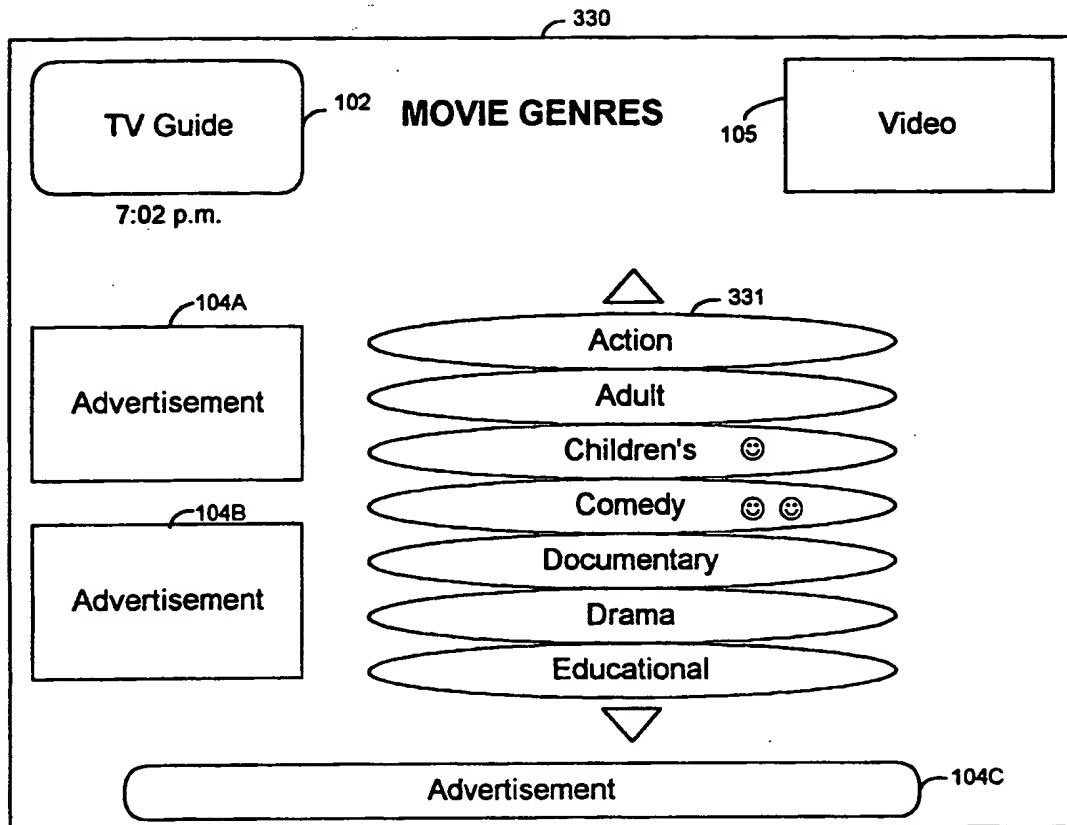 330
TV Guide
102
MOVIE GENRES
105
Video
7:02 p.m.
104A
Advertisement
104B
Advertisement
331
Action
Adult
Children's
Comedy
Documentary
Drama
Educational
Advertisement
104C